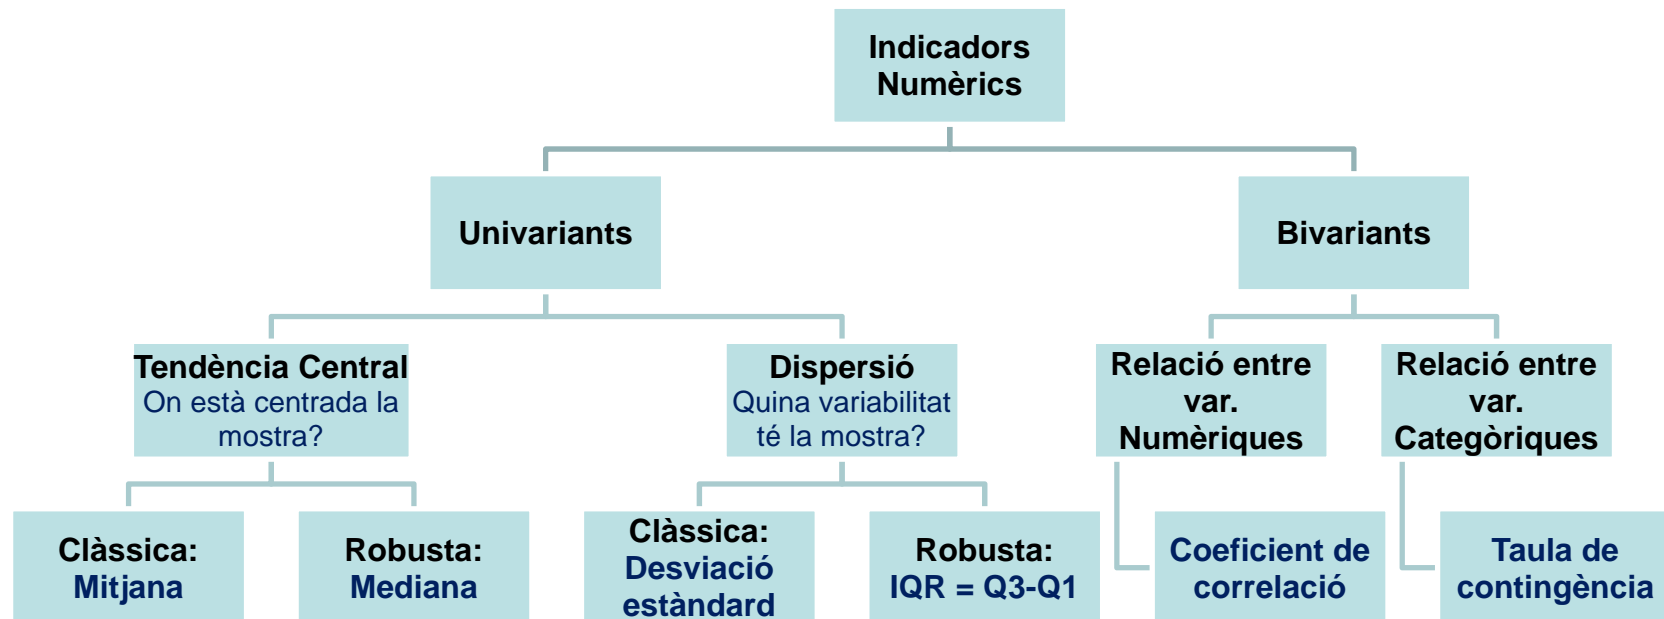 Indicadors
Numèrics
Univariants
Bivariants
Tendència Central
On està centrada la
mostra?
Dispersió
Quina variabilitat
té la mostra?
Relació entre
var.
Numèriques
Relació entre
var.
Categòriques
Clàssica:
Mitjana
Robusta:
Mediana
Clàssica:
Desviació
estàndard
Robusta:
IQR = Q3-Q1
Coeficient de
correlació
Taula de
contingència